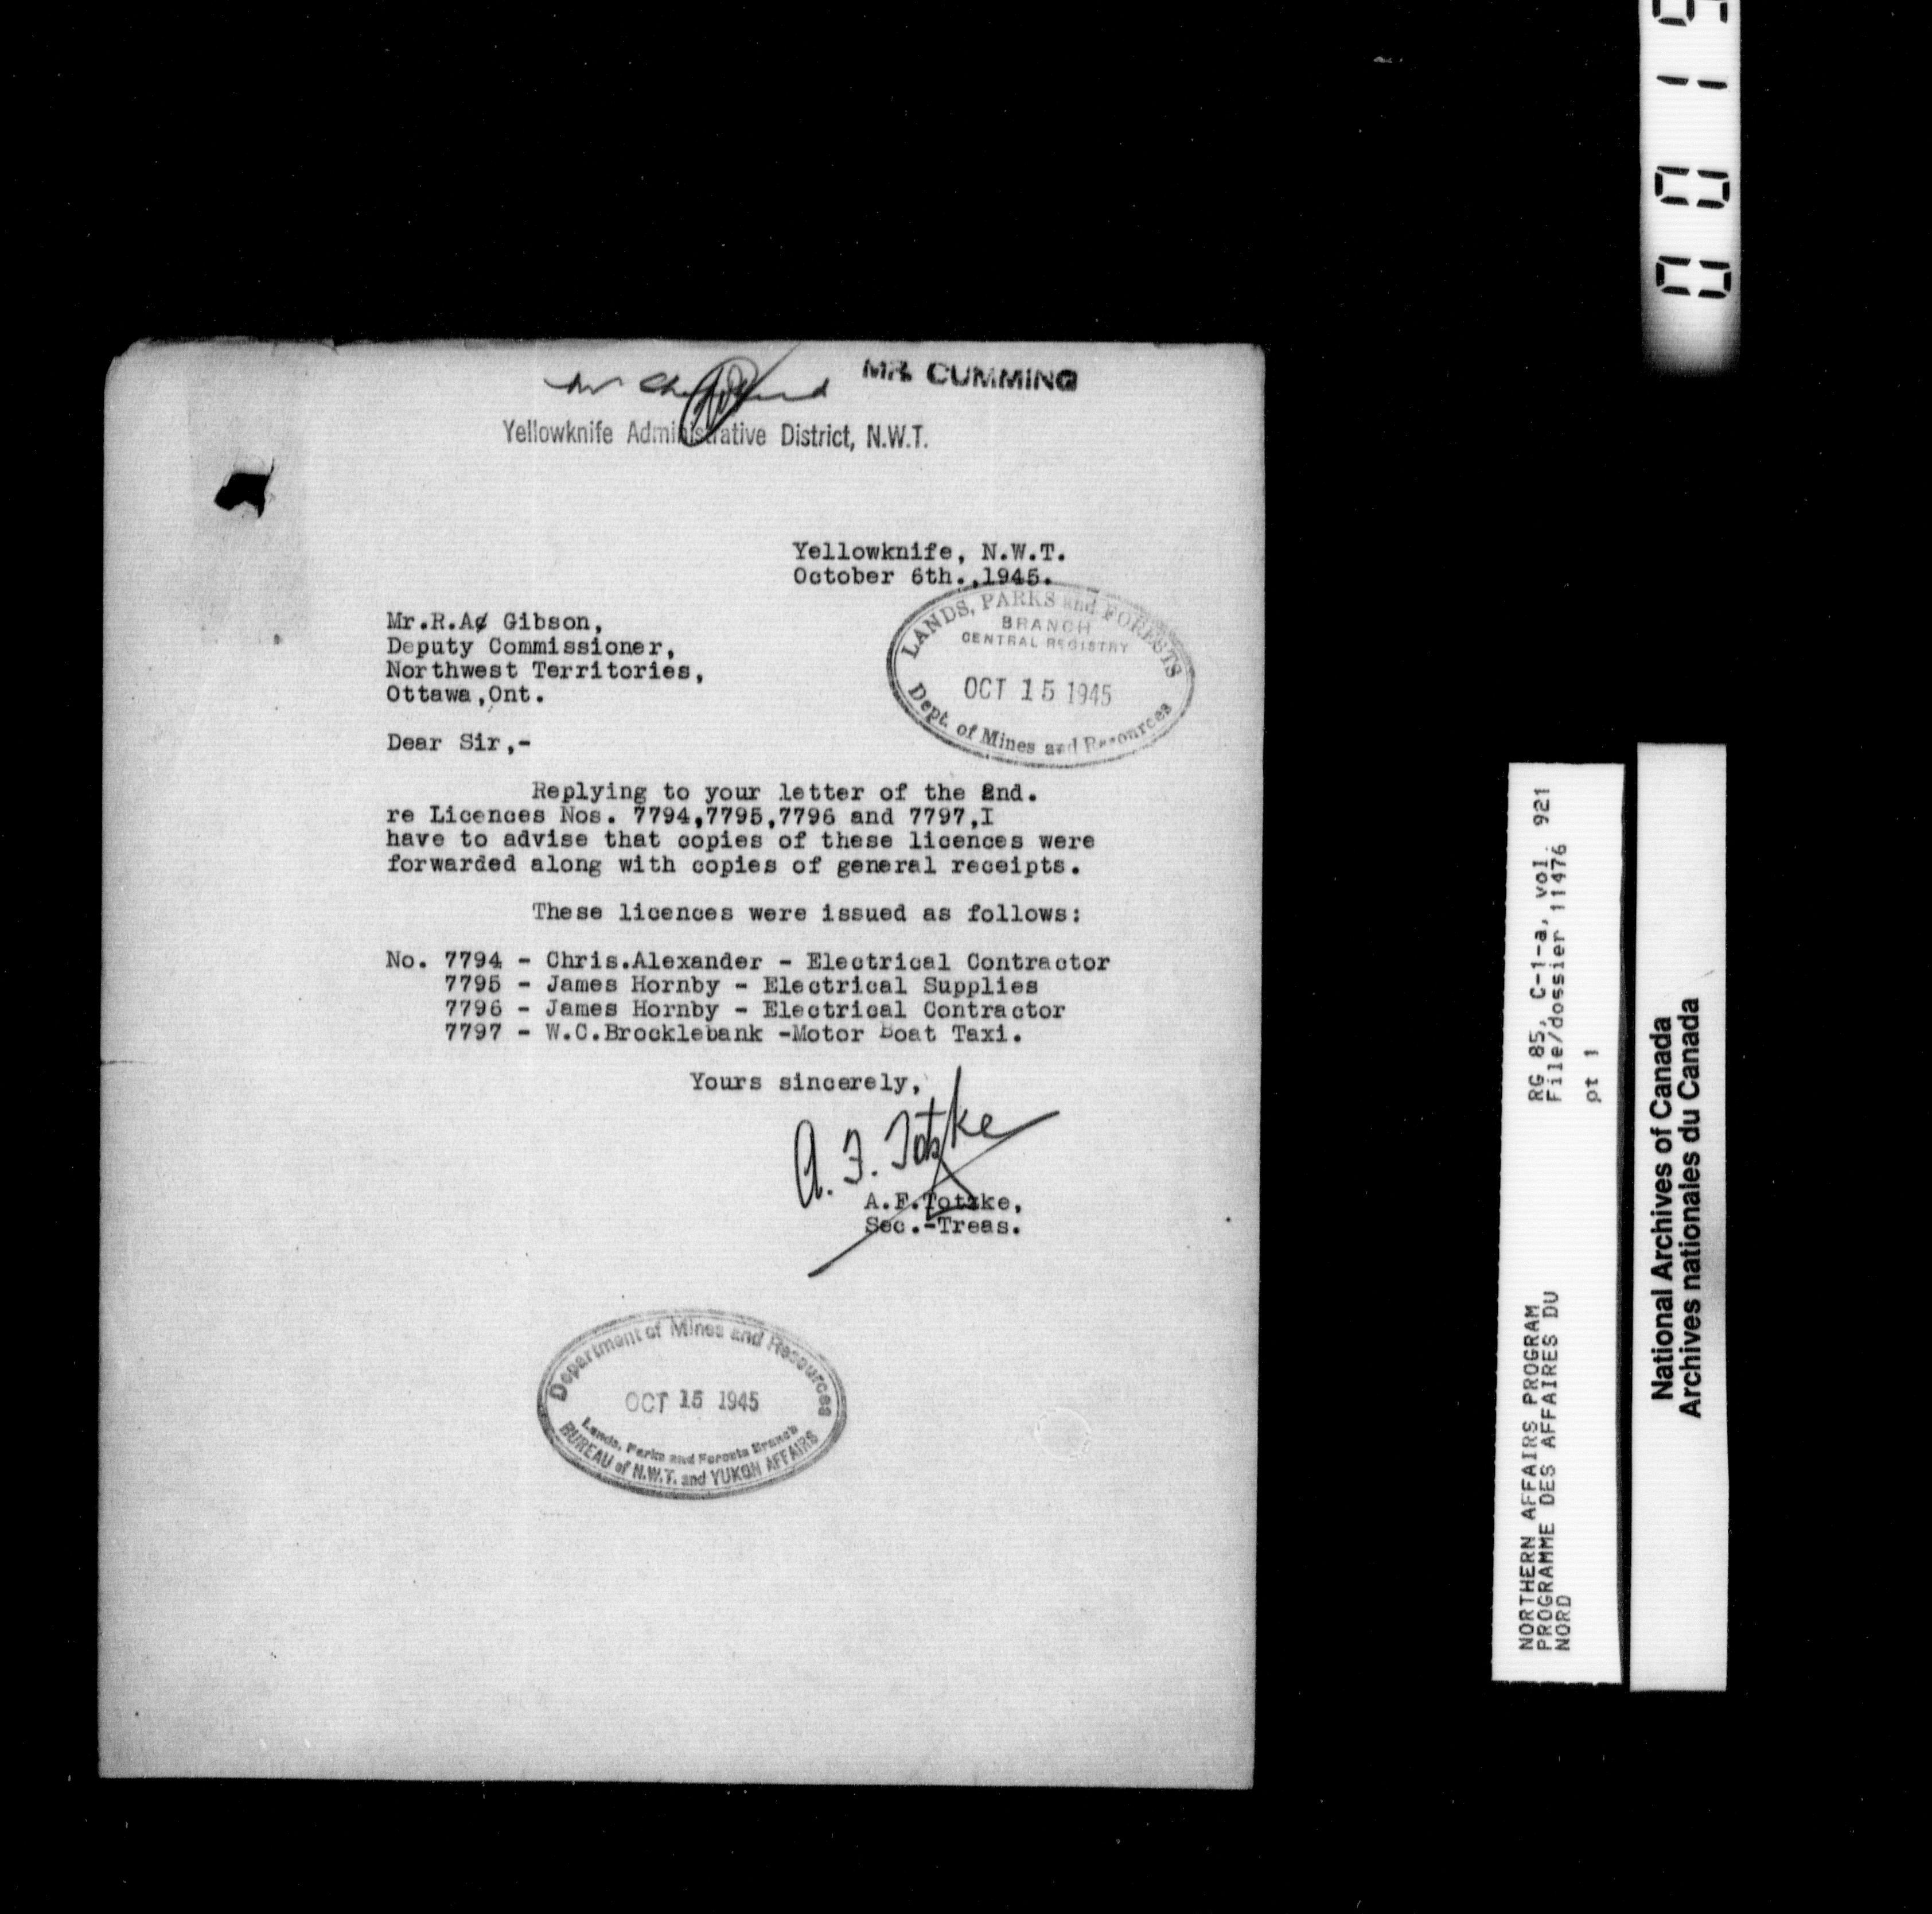 MR. CUMMING
Yellowknife Administrative District, N.W.T.
Yellowknife, N.W.T.
October 6th.,1945.
LANDS, PARKS and FORESTS
BRANCH
CENTRAL REGISTRY
OCT 15 1945
Dept. of Mines and Resources
Mr.R.A¢ Gibson,
Deputy Commissioner,
Northwest Territories,
Ottawa,Ont.
Dear Sir,-
Replying to your letter of the 2nd.
re Licences Nos. 7794,7795,7796 and 7797,I
have to advise that copies of these licences were
forwarded along with copies of general receipts.
These licences were issued as follows:
No. 7794 - Chris.Alexander - Electrical Contractor
7795 - James Hornby - Electrical Supplies
7796 - James Hornby - Electrical Contractor
7797 - W.C.Brocklebank -Motor Boat Taxi.
Yours sincerely,
A. F. Totzke
A.F.Totzke,
Sec.-Treas.
Department of Mines and Resources
OCT 15 1945
Lands, Parks and Forests Branch
BUREAU of N.W.T. and YUKON AFFAIRS
NORTHERN AFFAIRS PROGRAM
PROGRAMME DES AFFAIRES DU
NORD
RG 85, C-1-a, vol. 921
File/dossier 11476
pt 1
National Archives of Canada
Archives nationales du Canada